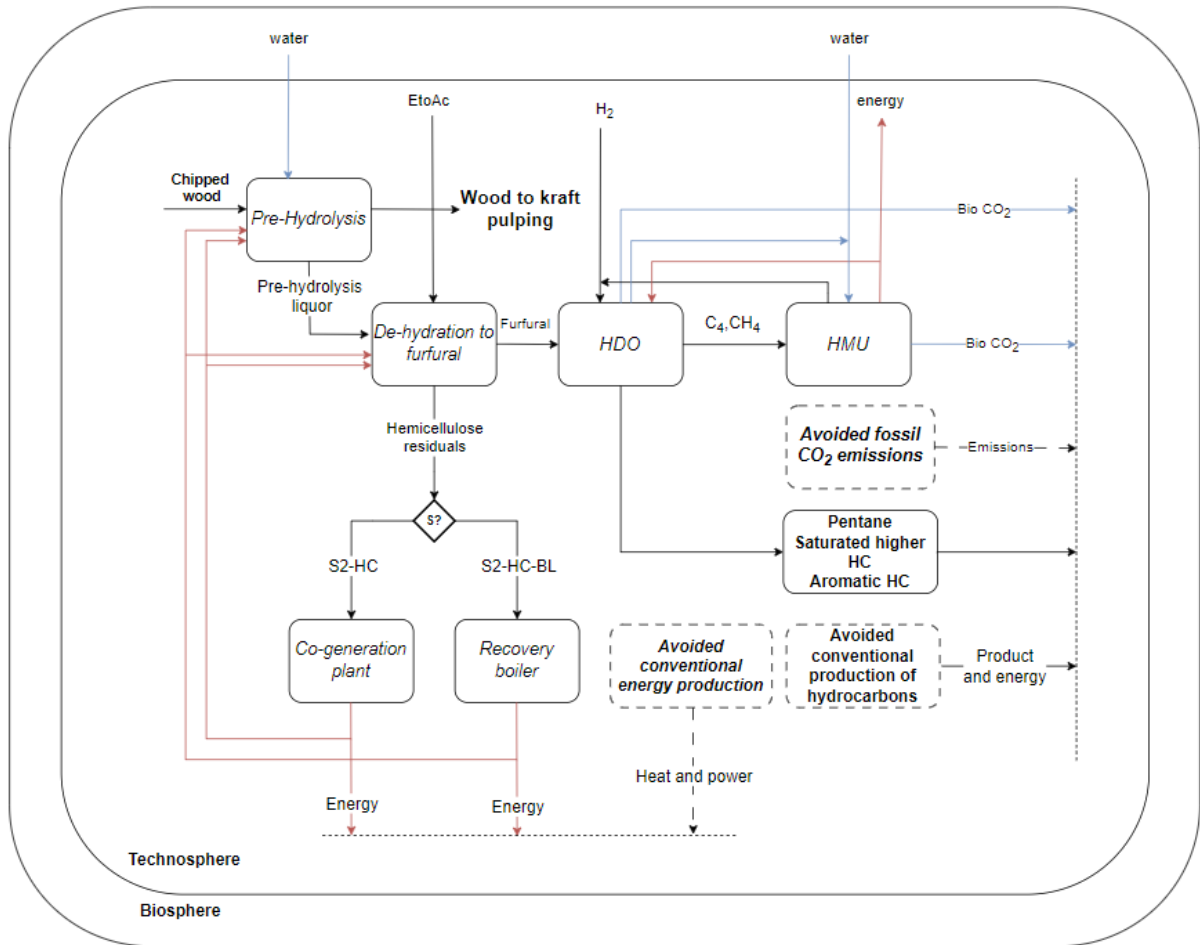 water
water
EtoAc
H2
energy
Chipped
wood
Pre-Hydrolysis
Wood to kraft
pulping
Bio CO2
Pre-hydrolysis
liquor
De-hydration to
furfural
Furfural
HDO
C4,CH4
HMU
Bio CO2
Hemicellulose
residuals
Avoided fossil
CO2 emissions
Emissions
S?
S2-HC
S2-HC-BL
Pentane
Saturated higher
HC
Aromatic HC
Co-generation
plant
Recovery
boiler
Avoided
conventional
energy production
Avoided
conventional
production of
hydrocarbons
Product
and energy
Heat and power
Energy
Energy
Technosphere
Biosphere